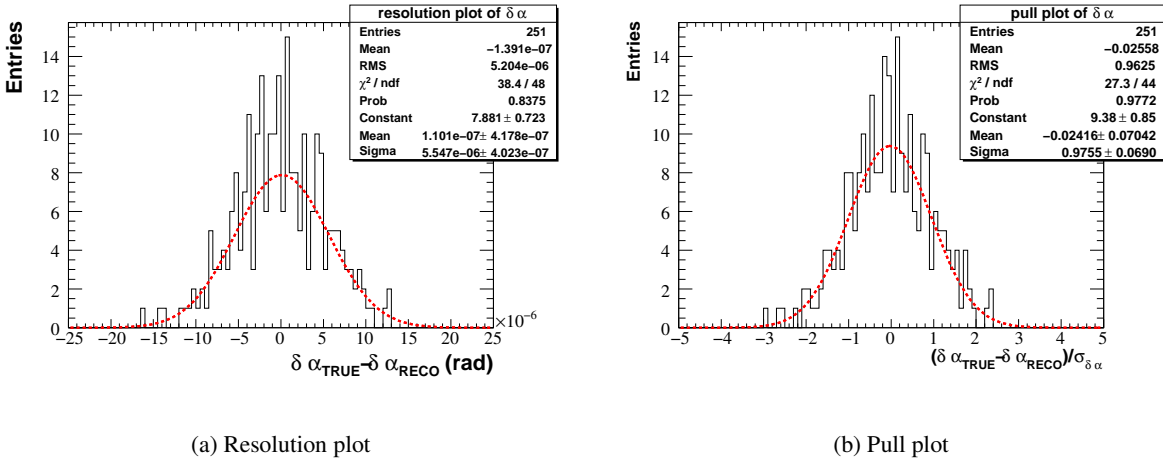 resolution plot of δ α
Entries 251
Mean −1.391e−07
RMS 5.204e−06
χ² / ndf 38.4 / 48
Prob 0.8375
Constant 7.881 ± 0.723
Mean 1.101e−07± 4.178e−07
Sigma 5.547e−06± 4.023e−07
Entries
14
12
10
8
6
4
2
0
−25 −20 −15 −10 −5 0 5 10 15 20 25
×10⁻⁶
δ α_TRUE−δ α_RECO (rad)
(a) Resolution plot
pull plot of δ α
Entries 251
Mean −0.02558
RMS 0.9625
χ² / ndf 27.3 / 44
Prob 0.9772
Constant 9.38 ± 0.85
Mean −0.02416± 0.07042
Sigma 0.9755 ± 0.0690
Entries
14
12
10
8
6
4
2
0
−5 −4 −3 −2 −1 0 1 2 3 4 5
(δ α_TRUE−δ α_RECO)/σ_δ α
(b) Pull plot